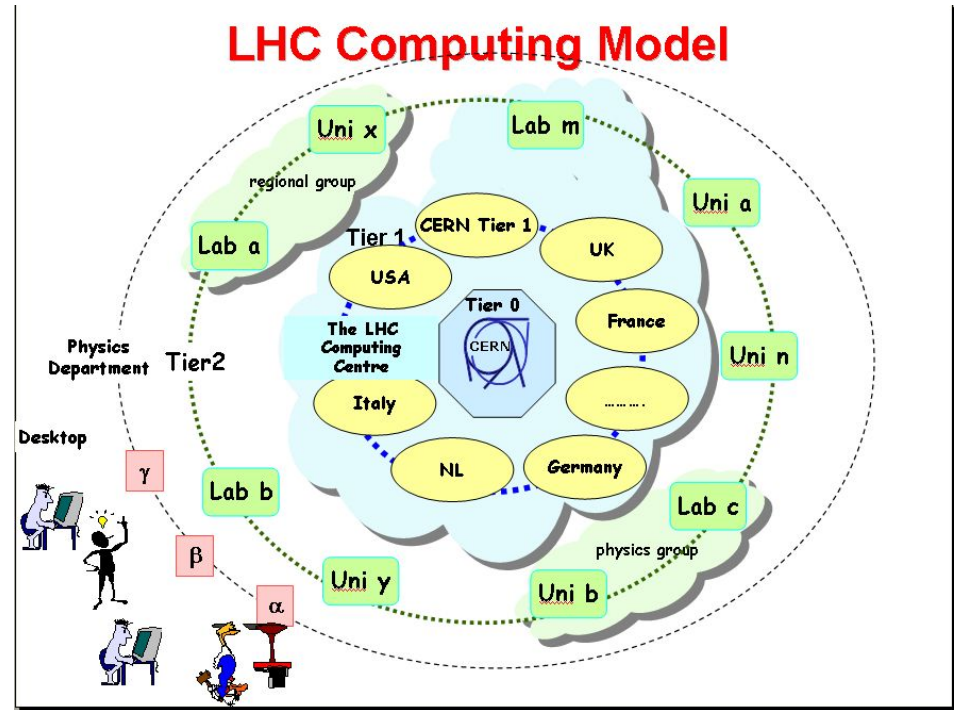 LHC Computing Model
Uni x
Lab m
regional group
Uni a
Lab a
Tier 1
CERN Tier 1
UK
USA
Tier 0
CERN
France
The LHC
Computing
Centre
Physics
Department
Tier2
Uni n
Italy
……….
Desktop
γ
NL
Germany
Lab b
Lab c
β
physics group
Uni y
Uni b
α